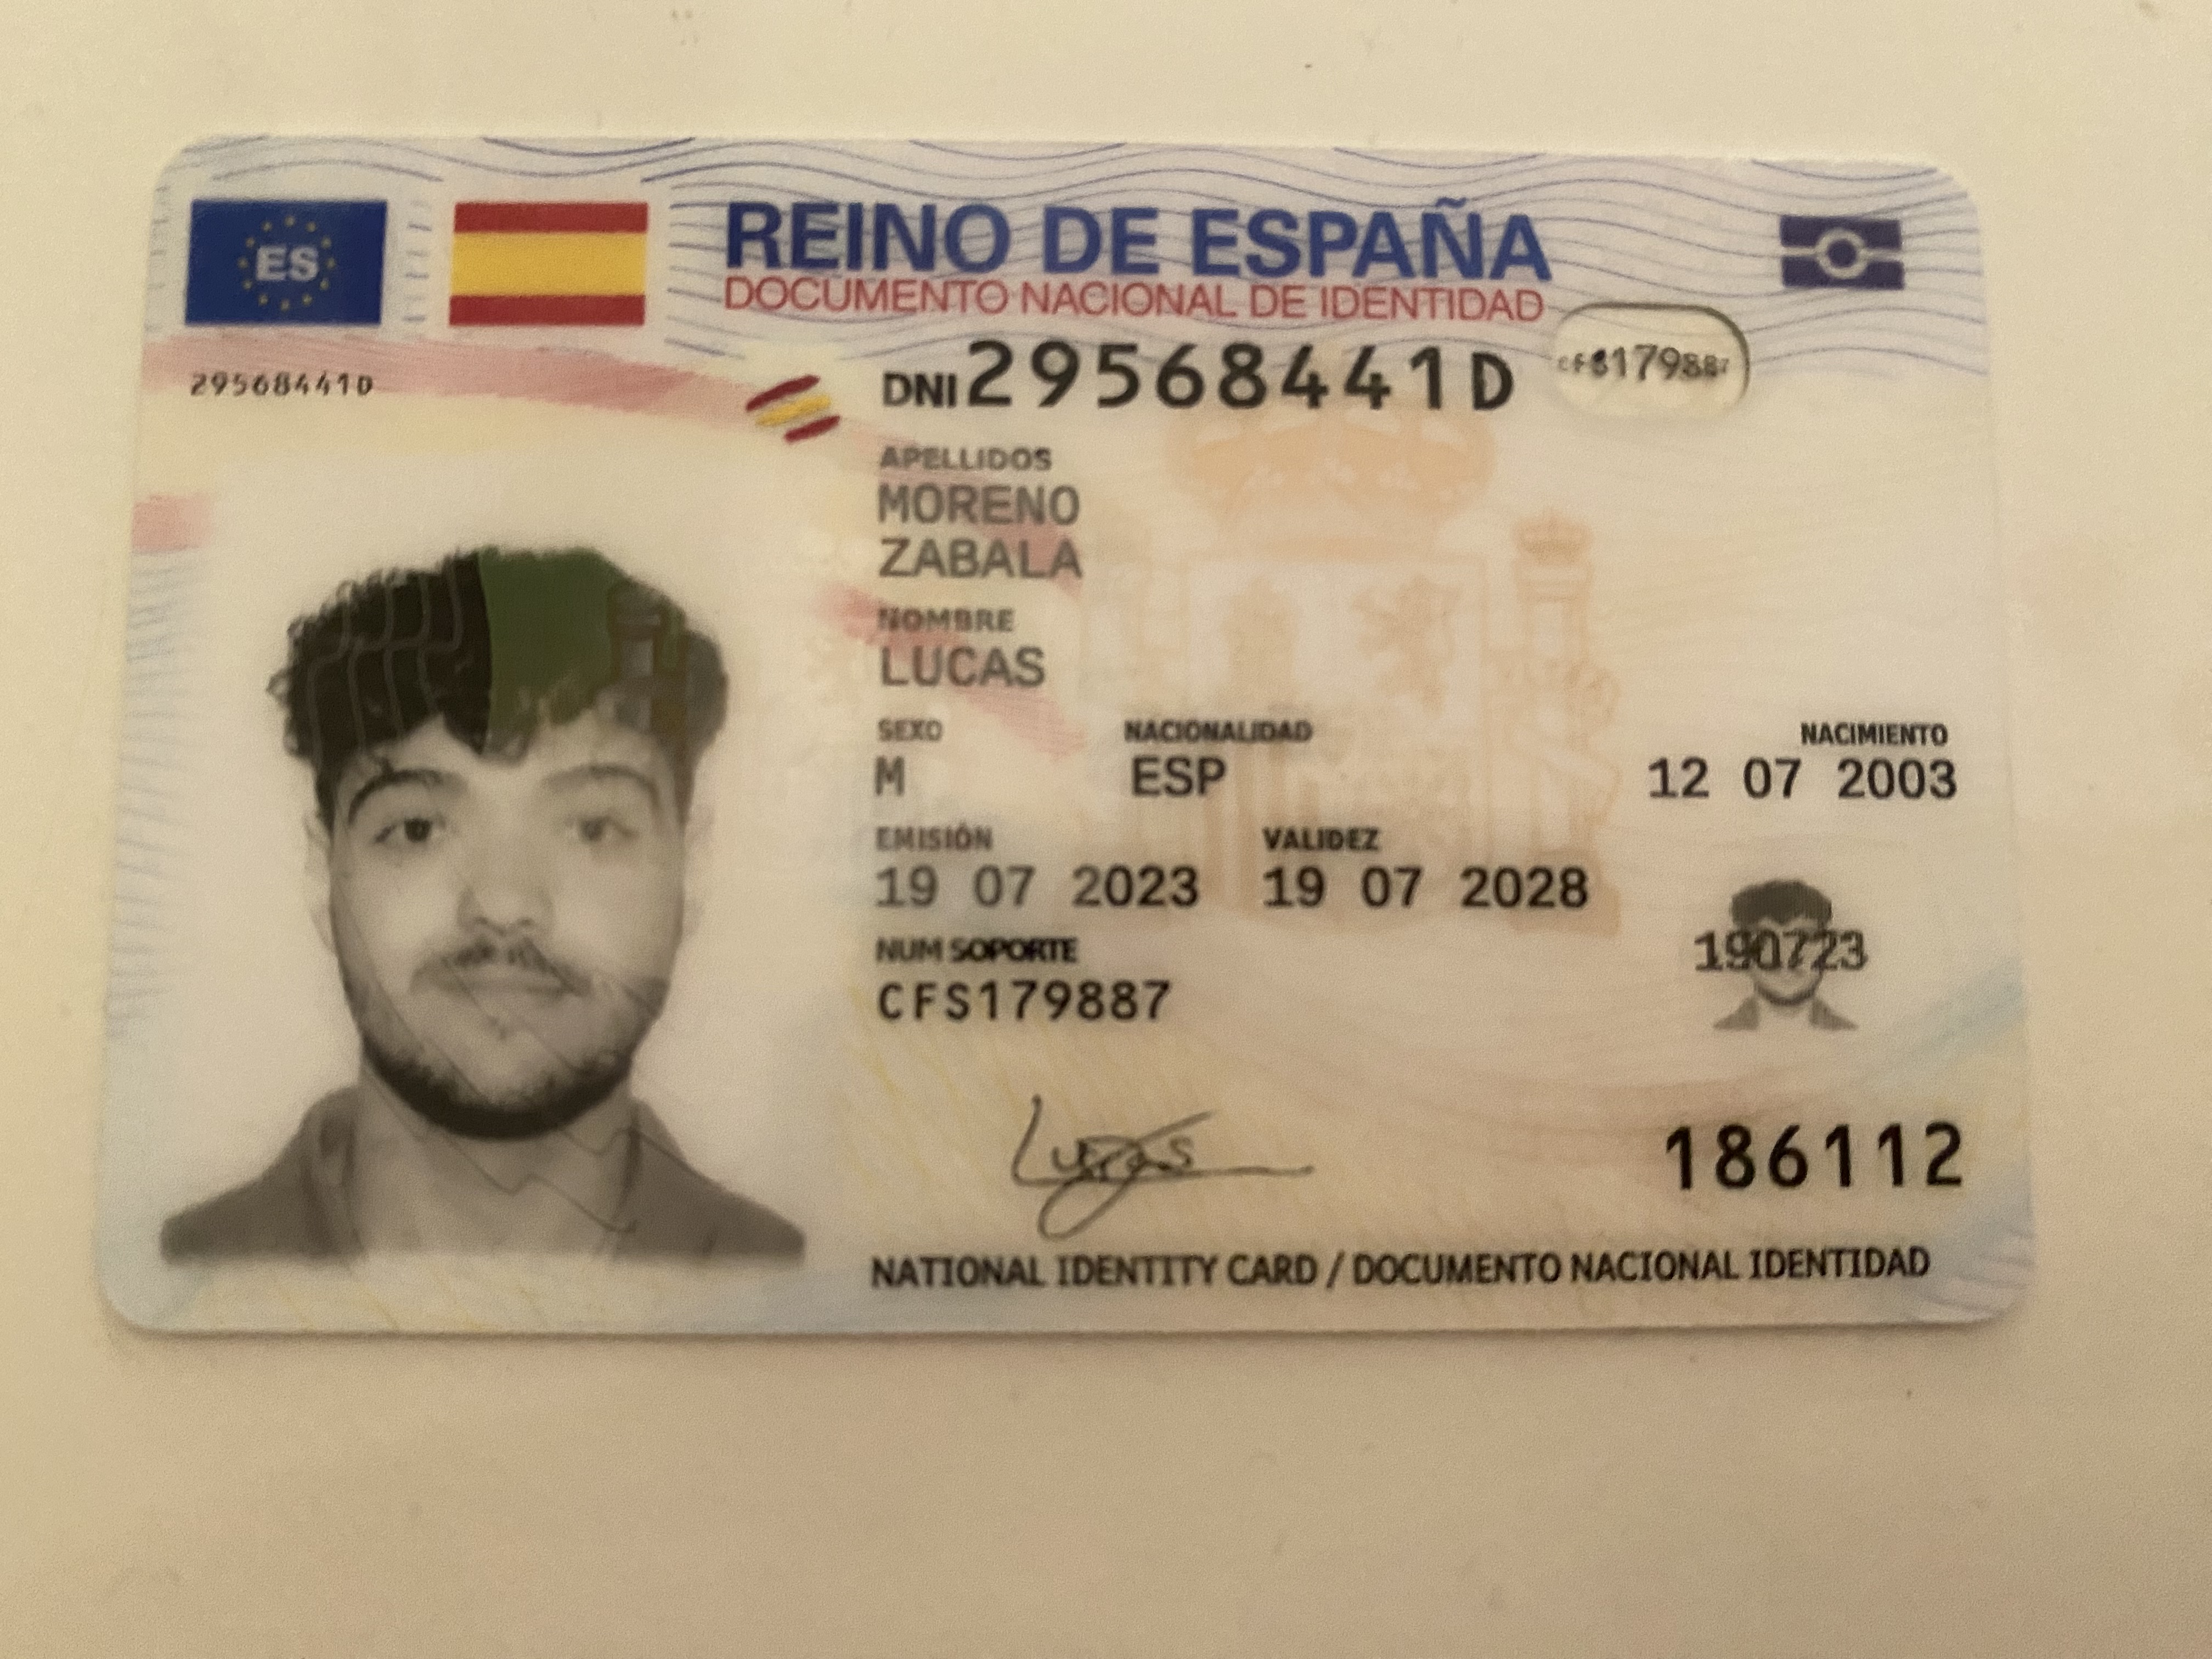 ES
REINO DE ESPAÑA
DOCUMENTO NACIONAL DE IDENTIDAD
29568441D
DNI 29568441D
cfs179887
APELLIDOS
MORENO
ZABALA
NOMBRE
LUCAS
SEXO NACIONALIDAD NACIMIENTO
M ESP 12 07 2003
EMISIÓN VALIDEZ
19 07 2023 19 07 2028
NUM SOPORTE
CFS179887
190723
Lucas
186112
NATIONAL IDENTITY CARD / DOCUMENTO NACIONAL IDENTIDAD